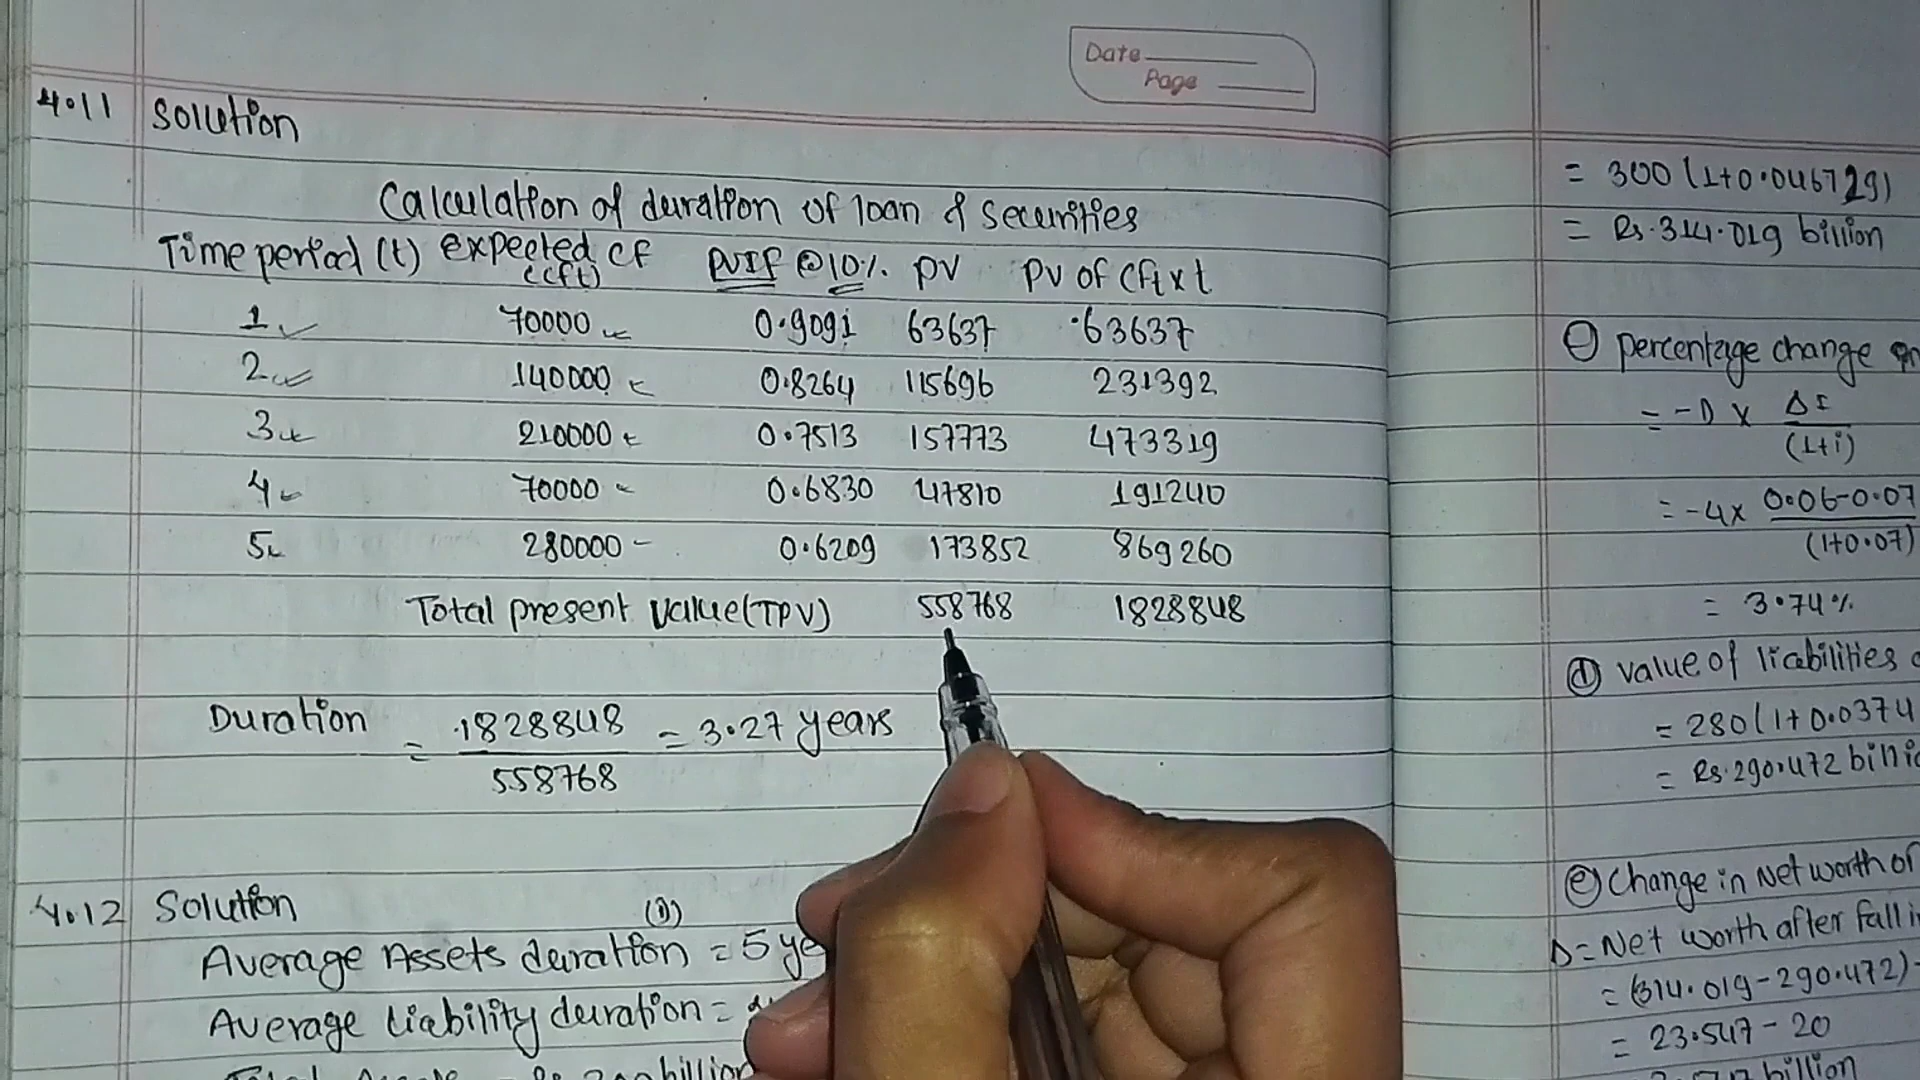 Date
Page
4.11 Solution
Calculation of duration of loan & securities
Time period (t) expected CF (CFt) PVIF @10% PV PV of CFt x t
1 70000 0.9091 63637 63637
2 140000 0.8264 115696 231392
3 210000 0.7513 157773 473319
4 70000 0.6830 47810 191240
5 280000 0.6209 173852 869260
Total present value (TPV) 558768 1828848
Duration = 1828848 / 558768 = 3.27 years
4.12 Solution
Average Assets duration = 5 ye
Average liability duration =
= 300 (1+0.046729)
= Rs. 314.019 billion
percentage change
= -D x ΔI / (1+i)
= -4x 0.06-0.07 / (1+0.07)
= 3.74%
(d) value of liabilities
= 280(1+0.0374
= Rs. 290.472 billi
(e) Change in Net worth of
= Net worth after fall i
= (314.019-290.472)-
= 23.547 - 20
billion